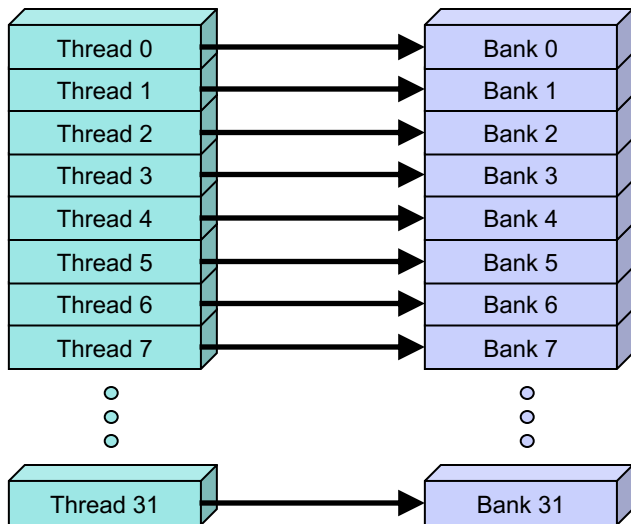 Thread 0
Bank 0
Thread 1
Bank 1
Thread 2
Bank 2
Thread 3
Bank 3
Thread 4
Bank 4
Thread 5
Bank 5
Thread 6
Bank 6
Thread 7
Bank 7
Thread 31
Bank 31